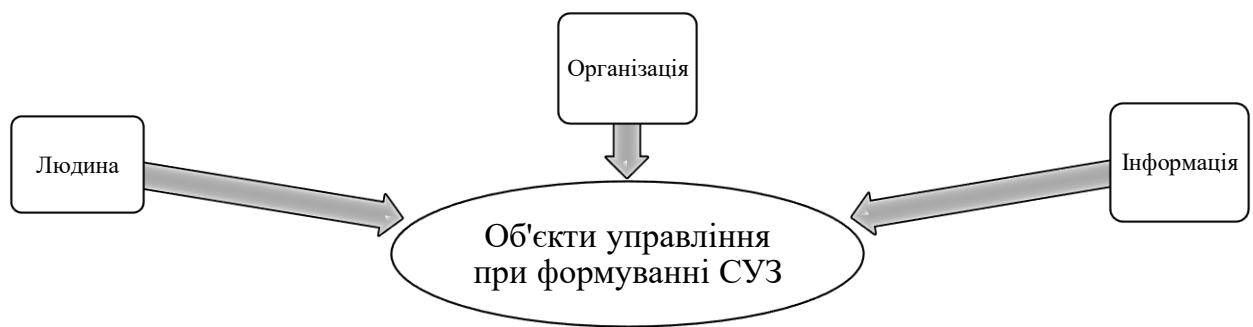 Організація
Людина
Інформація
Об'єкти управління
при формуванні СУЗ